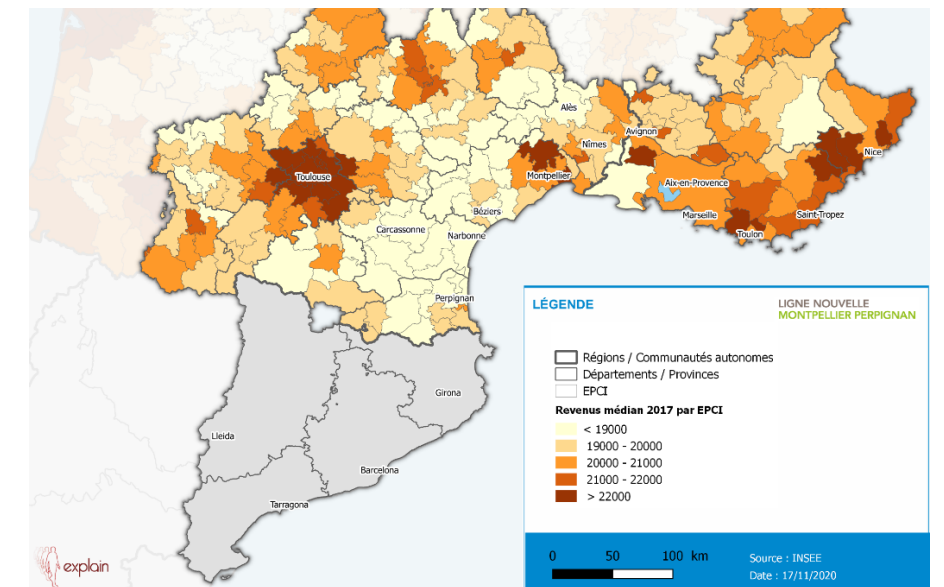 Alès
Avignon
Nîmes
Nice
Toulouse
Montpellier
Aix-en-Provence
Béziers
Marseille
Saint-Tropez
Carcassonne
Narbonne
Toulon
Perpignan
Girona
Lleida
Barcelona
Tarragona
LÉGENDE
LIGNE NOUVELLE
MONTPELLIER PERPIGNAN
Régions / Communautés autonomes
Départements / Provinces
EPCI
Revenus médian 2017 par EPCI
< 19000
19000 - 20000
20000 - 21000
21000 - 22000
> 22000
0 50 100 km
Source : INSEE
Date : 17/11/2020
explain